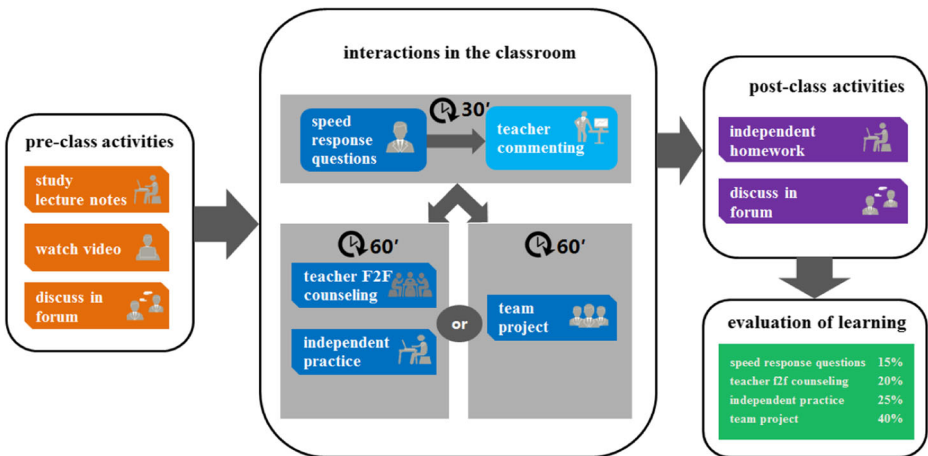 pre-class activities
study
lecture notes
watch video
discuss in
forum
interactions in the classroom
30′
speed
response
questions
teacher
commenting
60′
teacher F2F
counseling
independent
practice
or
60′
team
project
post-class activities
independent
homework
discuss in
forum
evaluation of learning
speed response questions 15%
teacher f2f counseling 20%
independent practice 25%
team project 40%